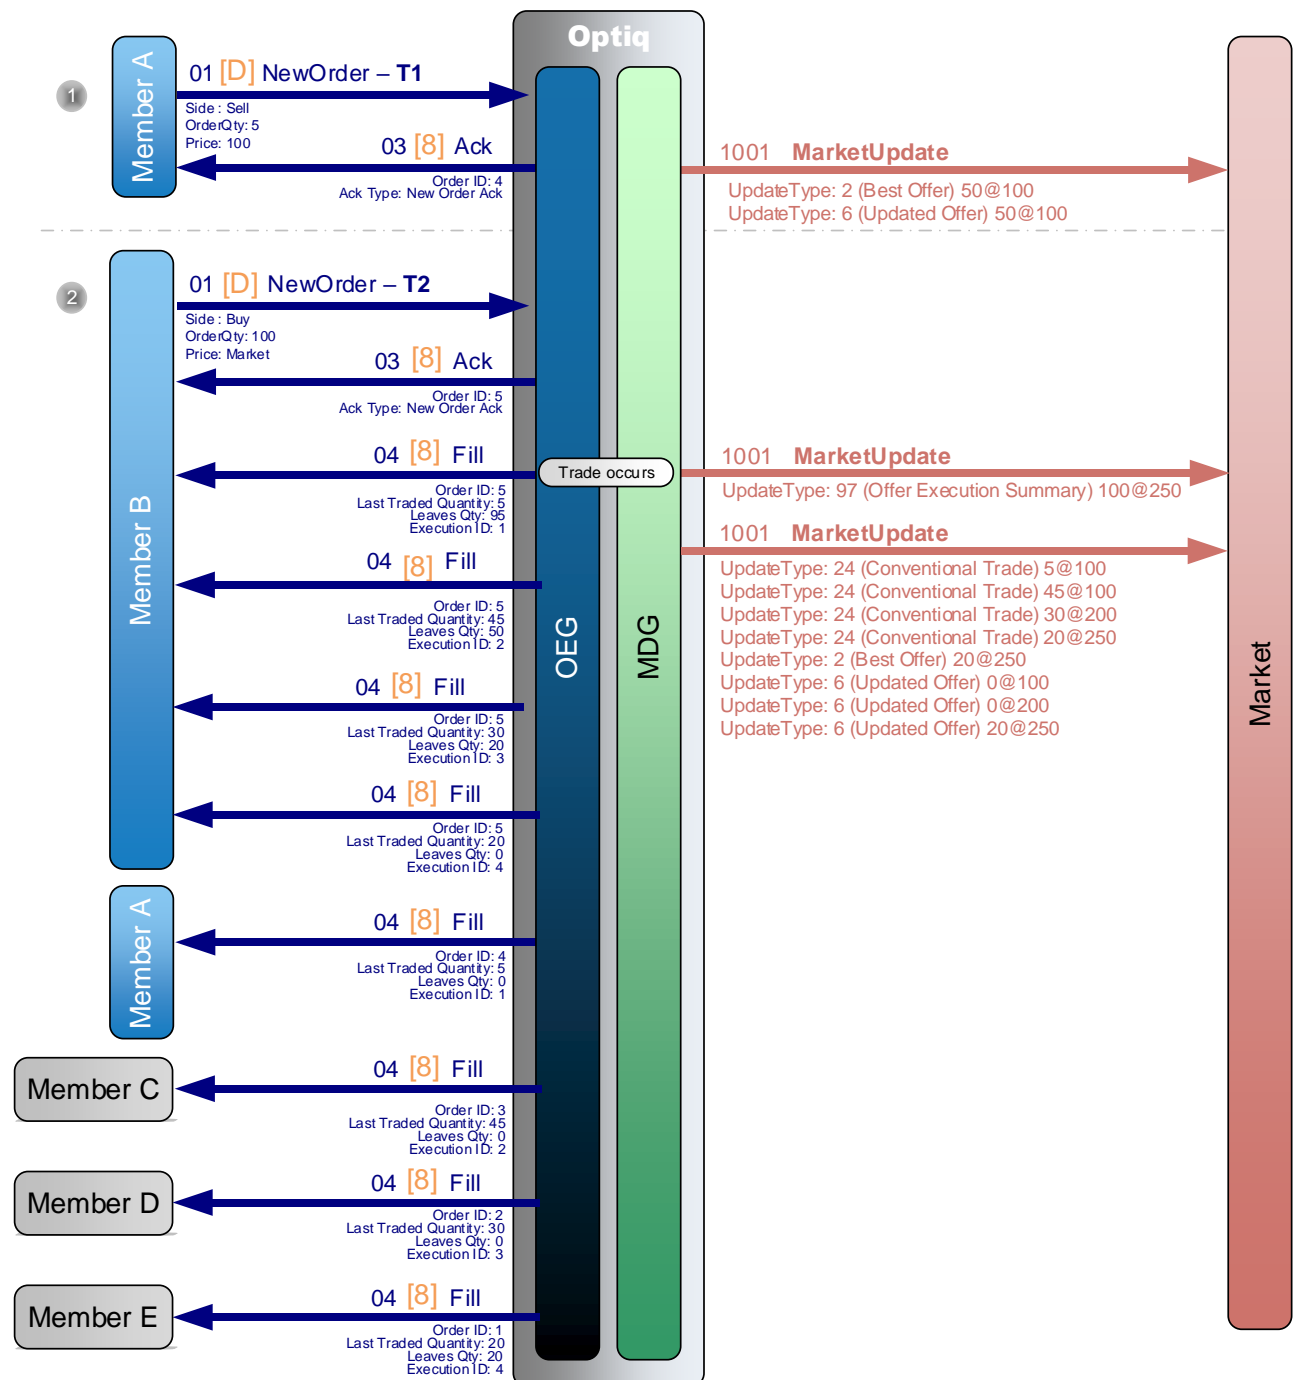 Optiq
Member A
1
01 [D] NewOrder – T1
Side : Sell
OrderQty: 5
Price: 100
03 [8] Ack
Order ID: 4
Ack Type: New Order Ack
1001 MarketUpdate
UpdateType: 2 (Best Offer) 50@100
UpdateType: 6 (Updated Offer) 50@100
2
Member B
01 [D] NewOrder – T2
Side : Buy
OrderQty: 100
Price: Market
03 [8] Ack
Order ID: 5
Ack Type: New Order Ack
04 [8] Fill
Order ID: 5
Last Traded Quantity: 5
Leaves Qty: 95
Execution ID: 1
Trade occurs
1001 MarketUpdate
UpdateType: 97 (Offer Execution Summary) 100@250
1001 MarketUpdate
UpdateType: 24 (Conventional Trade) 5@100
UpdateType: 24 (Conventional Trade) 45@100
UpdateType: 24 (Conventional Trade) 30@200
UpdateType: 24 (Conventional Trade) 20@250
UpdateType: 2 (Best Offer) 20@250
UpdateType: 6 (Updated Offer) 0@100
UpdateType: 6 (Updated Offer) 0@200
UpdateType: 6 (Updated Offer) 20@250
04 [8] Fill
Order ID: 5
Last Traded Quantity: 45
Leaves Qty: 50
Execution ID: 2
OEG
MDG
Market
04 [8] Fill
Order ID: 5
Last Traded Quantity: 30
Leaves Qty: 20
Execution ID: 3
04 [8] Fill
Order ID: 5
Last Traded Quantity: 20
Leaves Qty: 0
Execution ID: 4
Member A
04 [8] Fill
Order ID: 4
Last Traded Quantity: 5
Leaves Qty: 0
Execution ID: 1
Member C
04 [8] Fill
Order ID: 3
Last Traded Quantity: 45
Leaves Qty: 0
Execution ID: 2
Member D
04 [8] Fill
Order ID: 2
Last Traded Quantity: 30
Leaves Qty: 0
Execution ID: 3
Member E
04 [8] Fill
Order ID: 1
Last Traded Quantity: 20
Leaves Qty: 20
Execution ID: 4